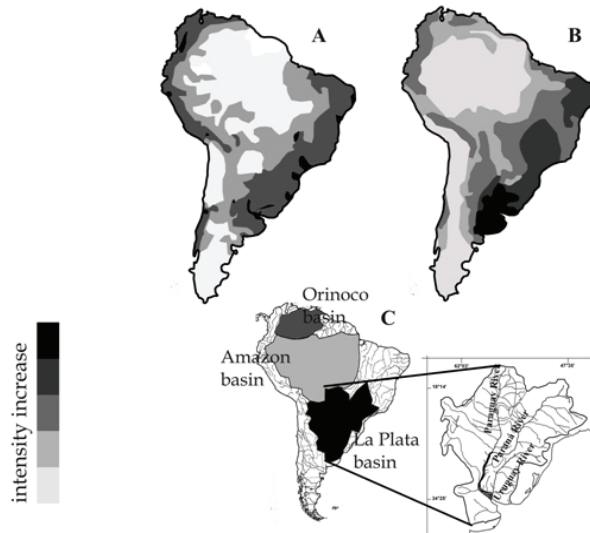 A
B
C
Orinoco
basin
Amazon
basin
La Plata
basin
Paraguay River
Paraná River
Uruguay River
intensity increase